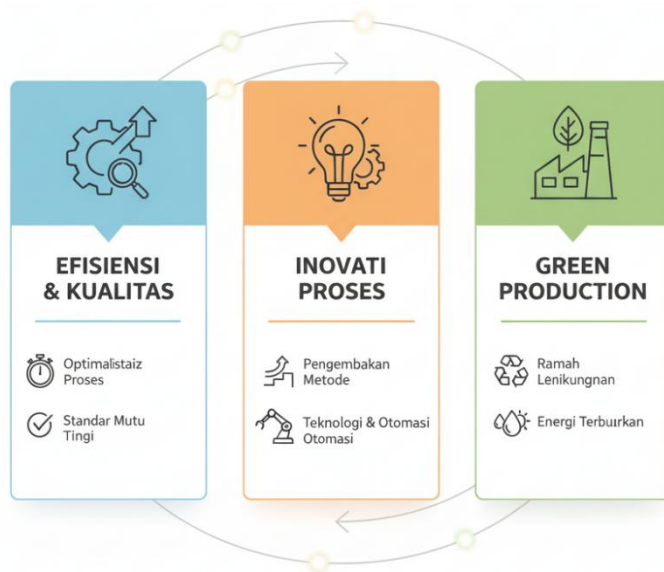 EFISIENSI
& KUALITAS
Optimalistaiz
Proses
Standar Mutu
Tingi
INOVATI
PROSES
Pengembakan
Metode
Teknologi & Otomasi
Otomasi
GREEN
PRODUCTION
Ramah
Lenikungnan
Energi Terbuırkan